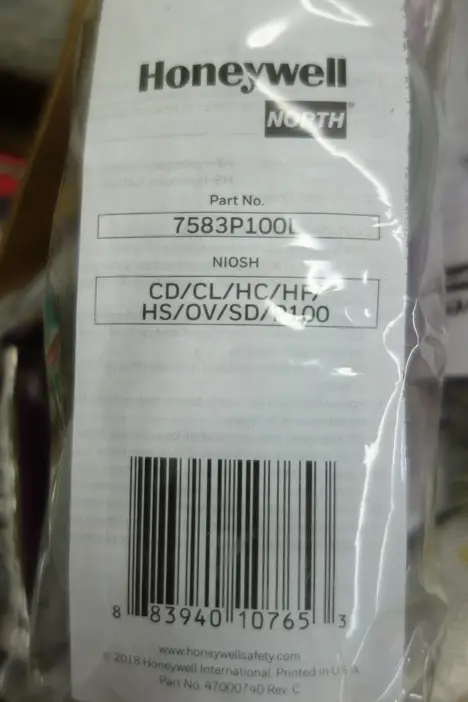 Honeywell
NORTH®
Part No.
7583P100L
NIOSH
CD/CL/HC/HF/
HS/OV/SD/P100
8 83940 10765 3
www.honeywellsafety.com
© 2018 Honeywell International. Printed in USA
Part No. 47000740 Rev. C